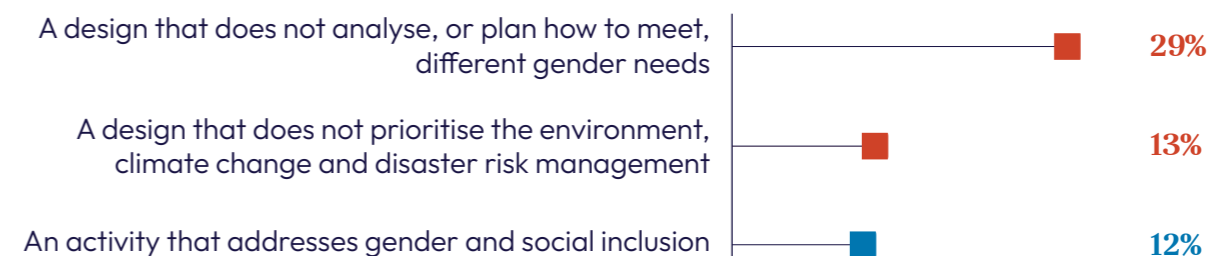 A design that does not analyse, or plan how to meet,
different gender needs
29%
A design that does not prioritise the environment,
climate change and disaster risk management
13%
An activity that addresses gender and social inclusion
12%